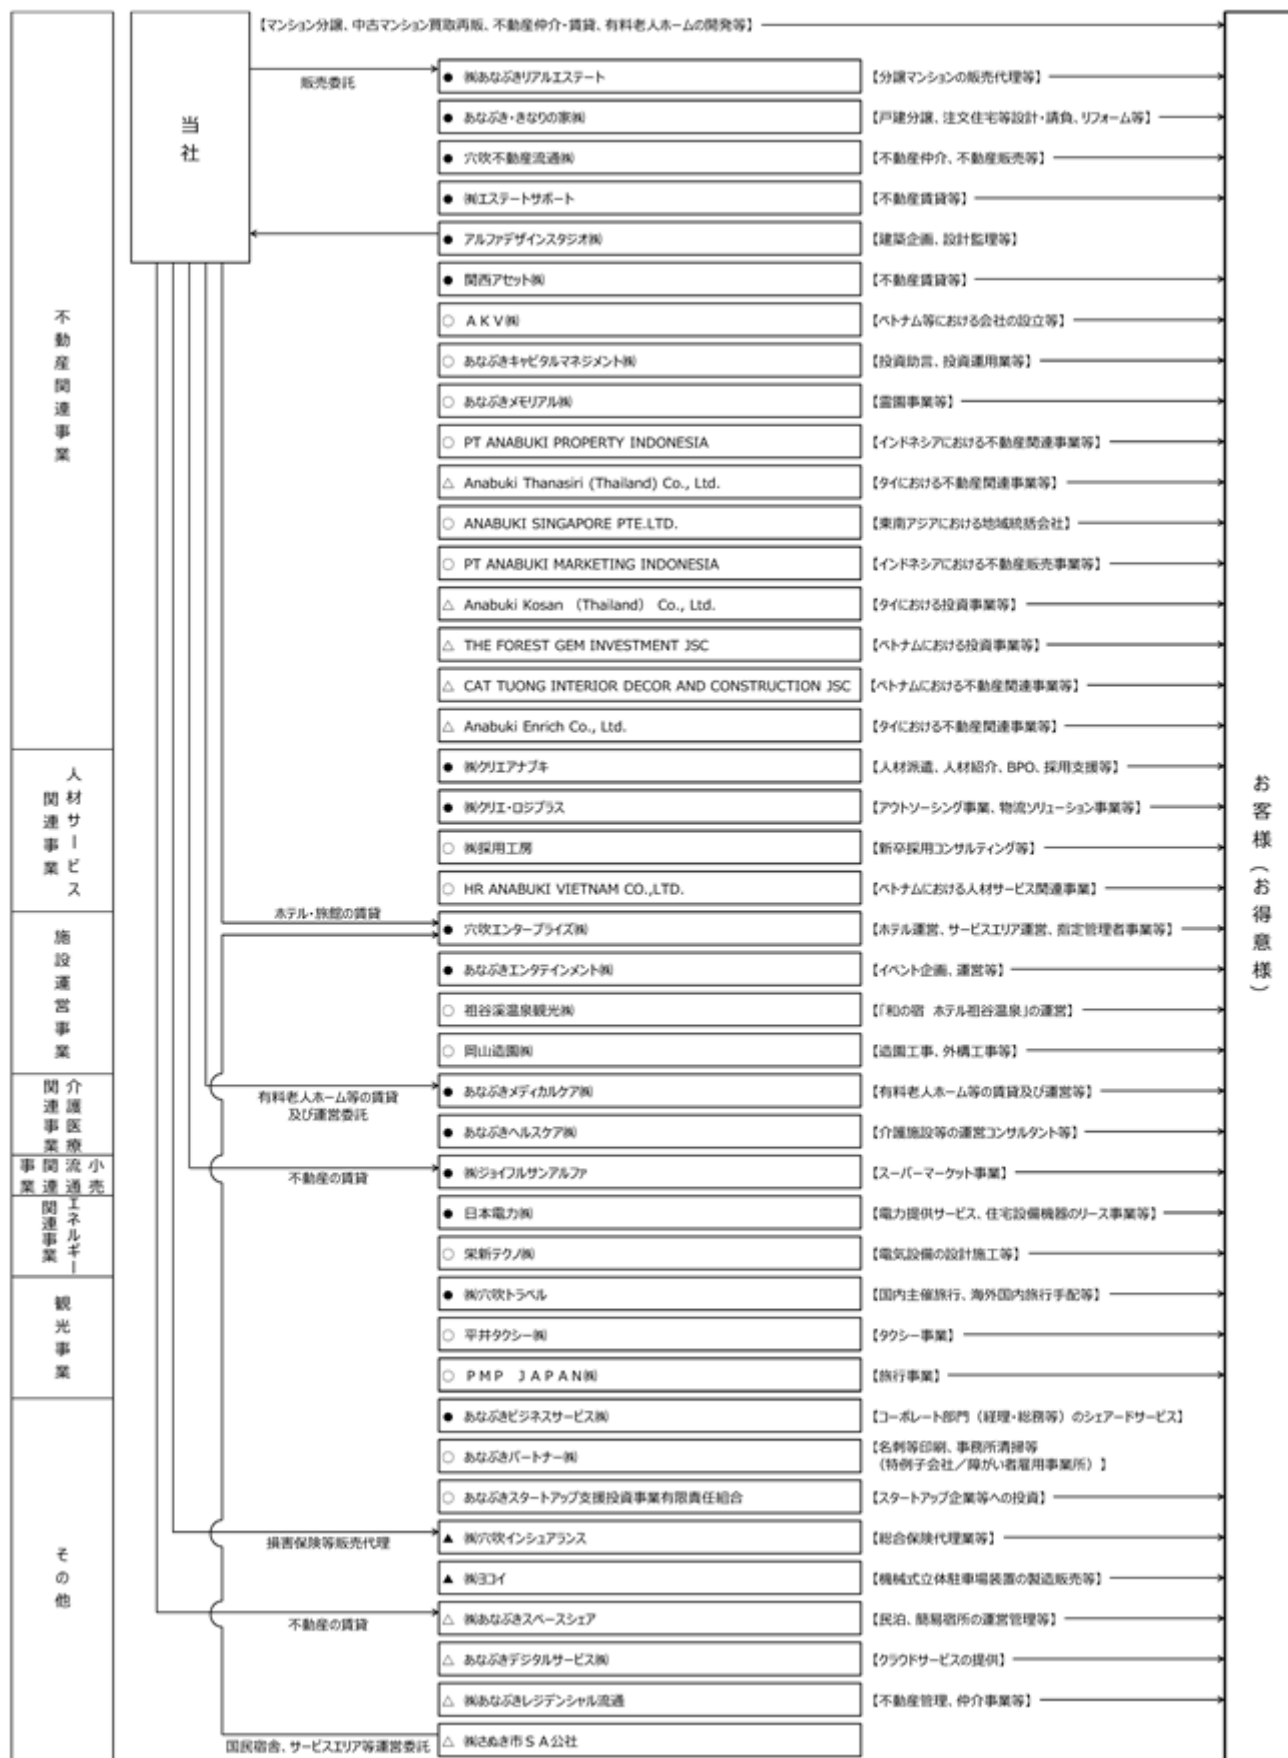 【マンション分譲、中古マンション買取再販、不動産仲介・賃貸、有料老人ホームの開発等】
当社
販売委託
不動産関連事業
● ㈱あなぶきリアルエステート 【分譲マンションの販売代理等】
● あなぶき・きなりの家㈱ 【戸建分譲、注文住宅等設計・請負、リフォーム等】
● 穴吹不動産流通㈱ 【不動産仲介、不動産販売等】
● ㈲エステートサポート 【不動産賃貸等】
● アルファデザインスタジオ㈱ 【建築企画、設計監理等】
● 関西アセット㈱ 【不動産賃貸等】
○ ＡＫＶ㈱ 【ベトナム等における会社の設立等】
○ あなぶきキャピタルマネジメント㈱ 【投資助言、投資運用業等】
○ あなぶきメモリアル㈱ 【霊園事業等】
○ PT ANABUKI PROPERTY INDONESIA 【インドネシアにおける不動産関連事業等】
△ Anabuki Thanasiri (Thailand) Co., Ltd. 【タイにおける不動産関連事業等】
○ ANABUKI SINGAPORE PTE.LTD. 【東南アジアにおける地域統括会社】
○ PT ANABUKI MARKETING INDONESIA 【インドネシアにおける不動産販売事業等】
△ Anabuki Kosan （Thailand） Co., Ltd. 【タイにおける投資事業等】
△ THE FOREST GEM INVESTMENT JSC 【ベトナムにおける投資事業等】
△ CAT TUONG INTERIOR DECOR AND CONSTRUCTION JSC 【ベトナムにおける不動産関連事業等】
△ Anabuki Enrich Co., Ltd. 【タイにおける不動産関連事業等】
人材サービス
関連事業
● ㈱クリエアナブキ 【人材派遣、人材紹介、BPO、採用支援等】
● ㈱クリエ・ロジプラス 【アウトソーシング事業、物流ソリューション事業等】
○ ㈱採用工房 【新卒採用コンサルティング等】
○ HR ANABUKI VIETNAM CO.,LTD. 【ベトナムにおける人材サービス関連事業】
施設運営事業
ホテル・旅館の賃貸
● 穴吹エンタープライズ㈱ 【ホテル運営、サービスエリア運営、指定管理者事業等】
● あなぶきエンタテインメント㈱ 【イベント企画、運営等】
○ 祖谷渓温泉観光㈱ 【「和の宿 ホテル祖谷温泉」の運営】
○ 岡山造園㈱ 【造園工事、外構工事等】
介護医療
関連事業
有料老人ホーム等の賃貸
及び運営委託
● あなぶきメディカルケア㈱ 【有料老人ホーム等の賃貸及び運営等】
● あなぶきヘルスケア㈱ 【介護施設等の運営コンサルタント等】
小売
流通
関連
事業
不動産の賃貸
● ㈱ジョイフルサンアルファ 【スーパーマーケット事業】
エネルギー
関連事業
● 日本電力㈱ 【電力提供サービス、住宅設備機器のリース事業等】
○ 栄新テクノ㈱ 【電気設備の設計施工等】
観光事業
● ㈱穴吹トラベル 【国内主催旅行、海外国内旅行手配等】
○ 平井タクシー㈱ 【タクシー事業】
○ ＰＭＰ ＪＡＰＡＮ㈱ 【旅行事業】
その他
● あなぶきビジネスサービス㈱ 【コーポレート部門（経理・総務等）のシェアードサービス】
○ あなぶきパートナー㈱ 【名刺等印刷、事務所清掃等
（特例子会社／障がい者雇用事業所）】
○ あなぶきスタートアップ支援投資事業有限責任組合 【スタートアップ企業等への投資】
損害保険等販売代理
▲ ㈱穴吹インシュアランス 【総合保険代理業等】
▲ ㈱ヨコイ 【機械式立体駐車場装置の製造販売等】
不動産の賃貸
△ ㈱あなぶきスペースシェア 【民泊、簡易宿所の運営管理等】
△ あなぶきデジタルサービス㈱ 【クラウドサービスの提供】
△ ㈱あなぶきレジデンシャル流通 【不動産管理、仲介事業等】
国民宿舎、サービスエリア等運営委託
△ ㈱さぬき市ＳＡ公社
お客様（お得意様）